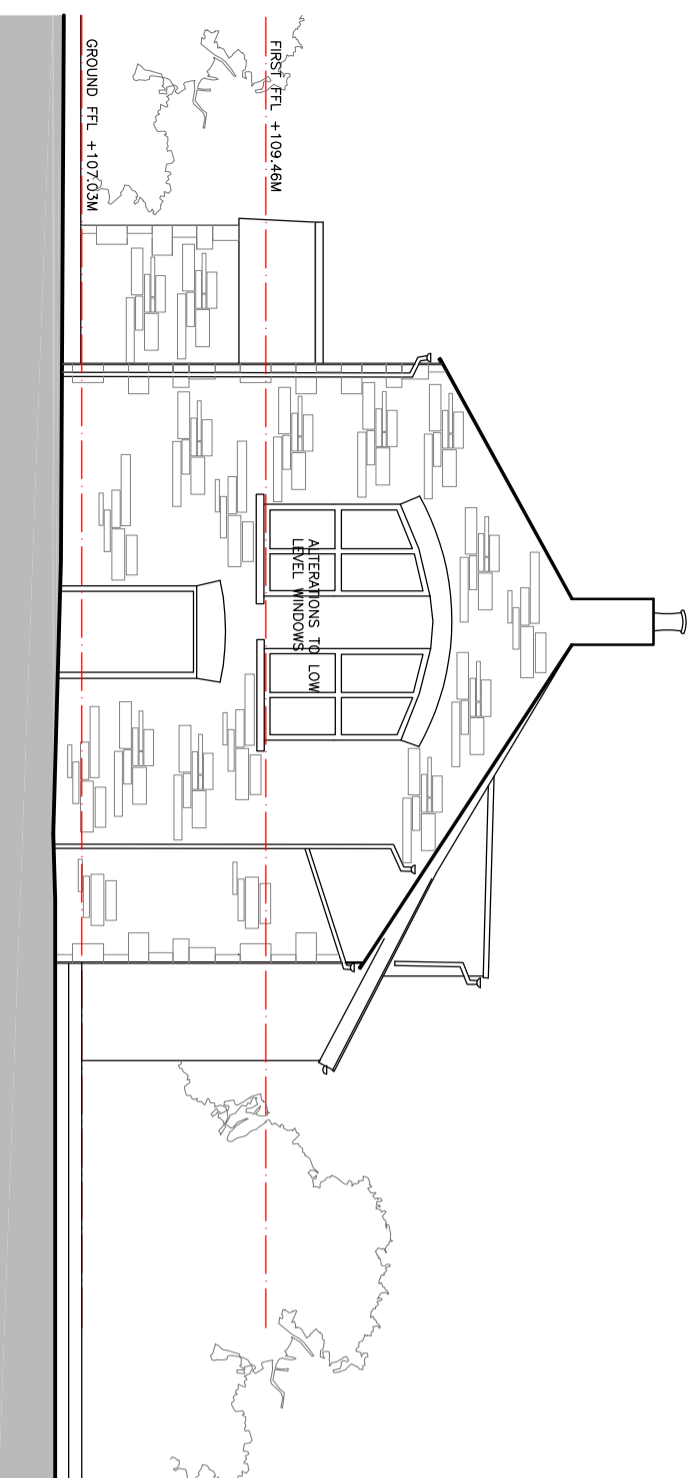 FIRST FFL +109.46M
GROUND FFL +107.03M
ALTERATIONS TO LOW
LEVEL WINDOWS